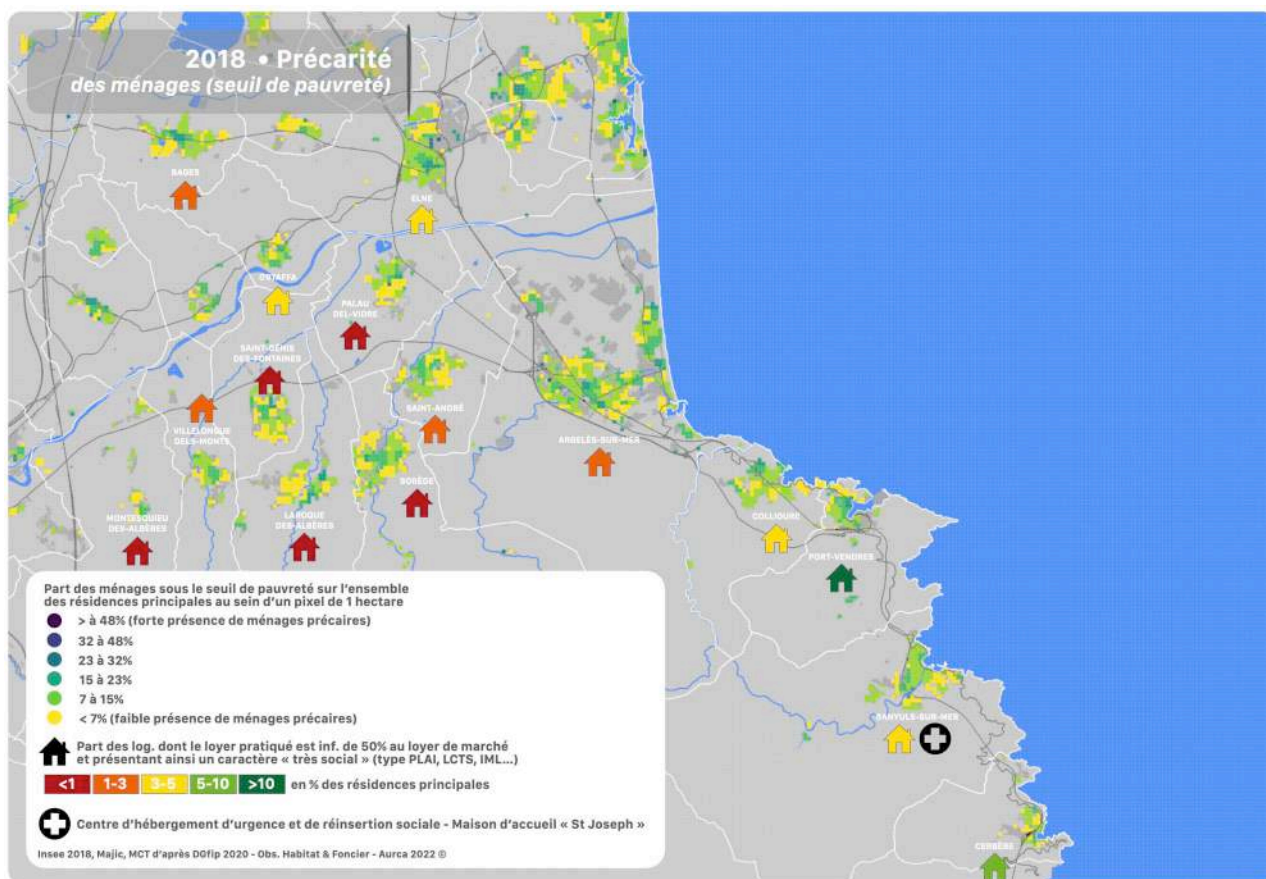 2018 • Précarité
des ménages (seuil de pauvreté)
BAGES
ELNE
ORTAFFA
PALAU
DEL-VIDRE
SAINT-GÉNIE
DES-FONTAINES
VILLELONGUE
DELS-MONTS
SAINT-ANDRÉ
ARGELÈS-SUR-MER
SORÈDE
MONTESQUIEU
DES-ALBÈRES
LAROQUE
DES-ALBÈRES
COLLIOURE
PORT-VENDRES
BANYULS-SUR-MER
CERBÈRE
Part des ménages sous le seuil de pauvreté sur l'ensemble
des résidences principales au sein d'un pixel de 1 hectare
> à 48% (forte présence de ménages précaires)
32 à 48%
23 à 32%
15 à 23%
7 à 15%
< 7% (faible présence de ménages précaires)
Part des log. dont le loyer pratiqué est inf. de 50% au loyer de marché
et présentant ainsi un caractère « très social » (type PLAI, LCTS, IML...)
<1 1-3 3-5 5-10 >10 en % des résidences principales
Centre d'hébergement d'urgence et de réinsertion sociale - Maison d'accueil « St Joseph »
Insee 2018, Majic, MCT d'après DGfip 2020 - Obs. Habitat & Foncier - Aurca 2022 ©